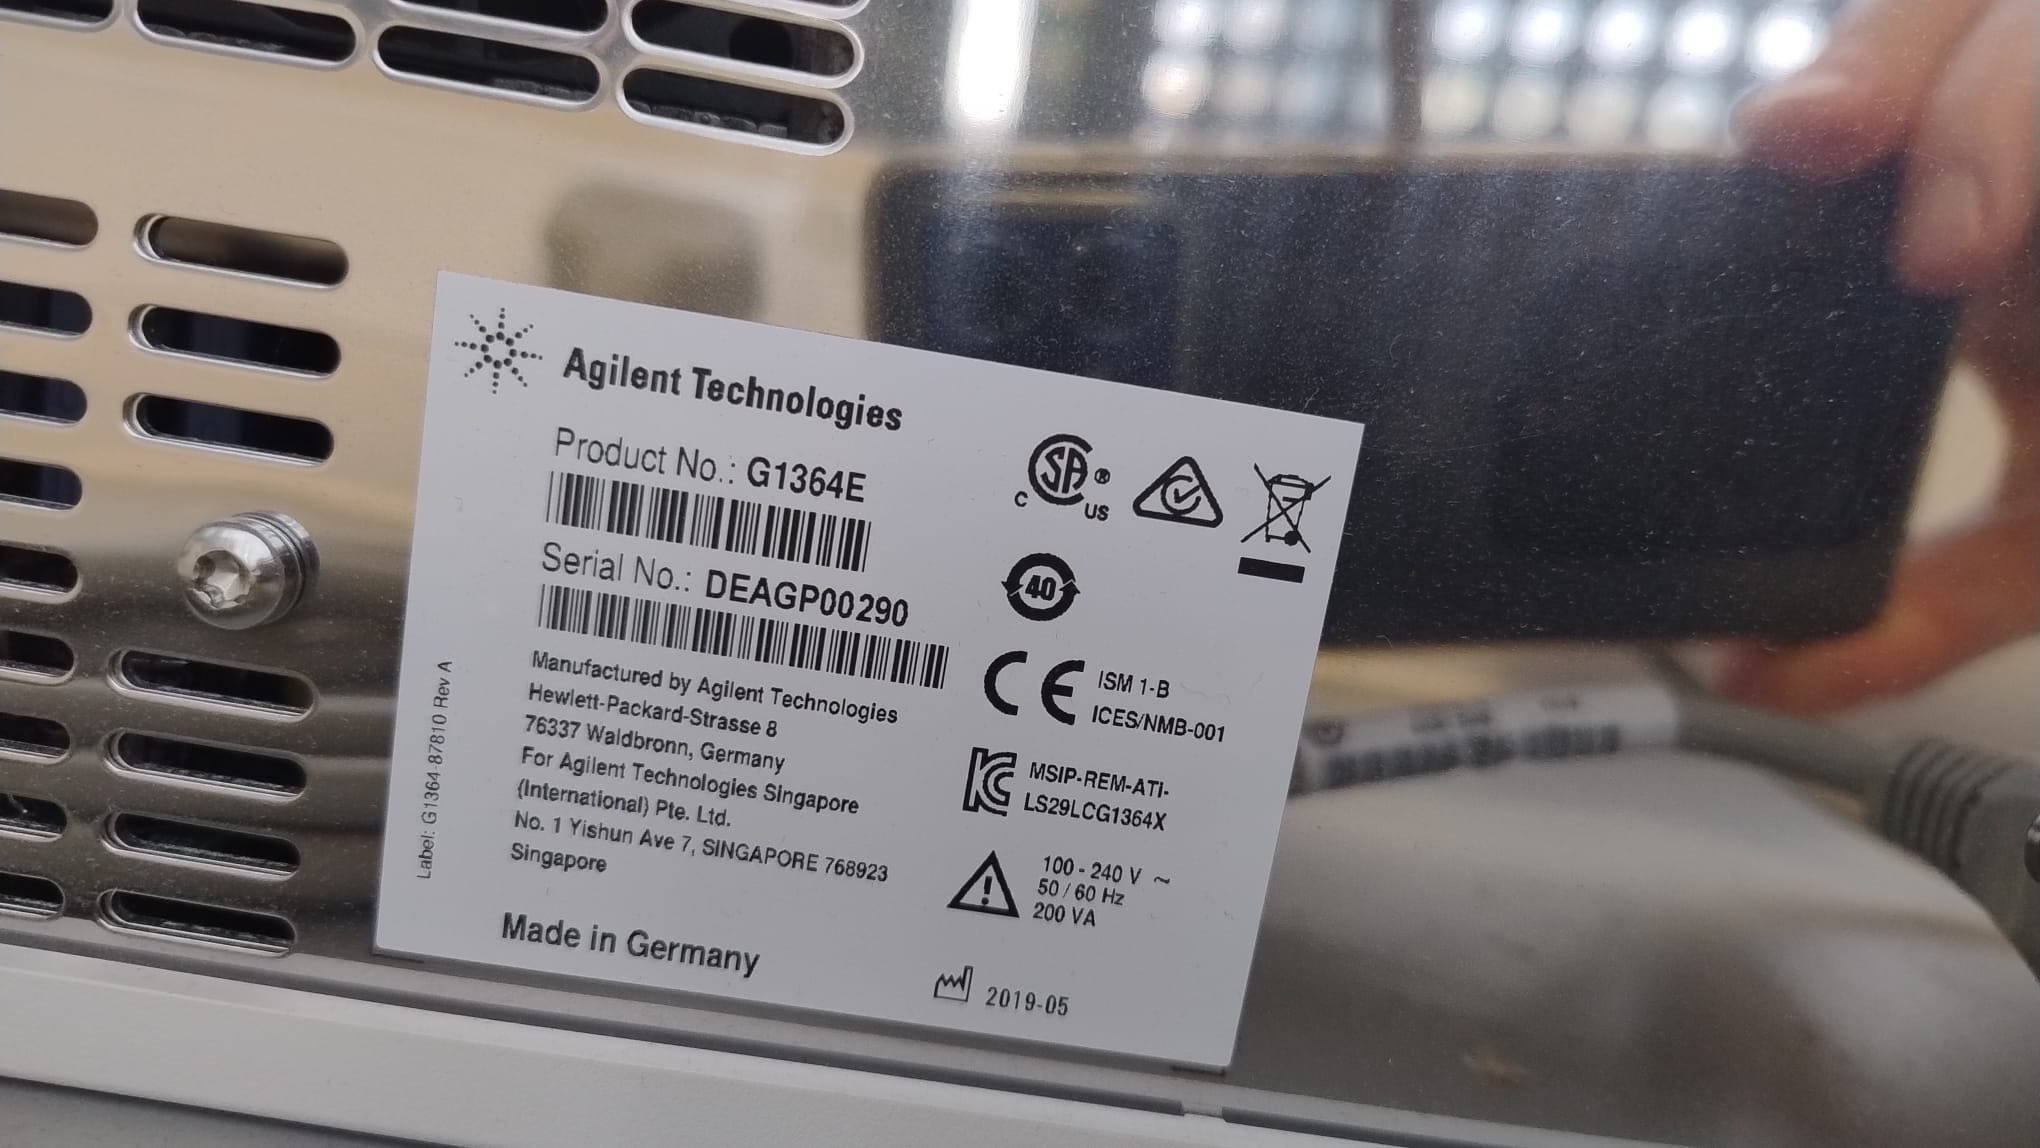 Agilent Technologies
Product No.: G1364E
Serial No.: DEAGP00290
Manufactured by Agilent Technologies
Hewlett-Packard-Strasse 8
76337 Waldbronn, Germany
For Agilent Technologies Singapore
(International) Pte. Ltd.
No. 1 Yishun Ave 7, SINGAPORE 768923
Singapore
Made in Germany
Label: G1364-87810 Rev A
C SA ® US
40
CE ISM 1-B
ICES/NMB-001
MSIP-REM-ATI-
LS29LCG1364X
100 - 240 V ~
50 / 60 Hz
200 VA
2019-05